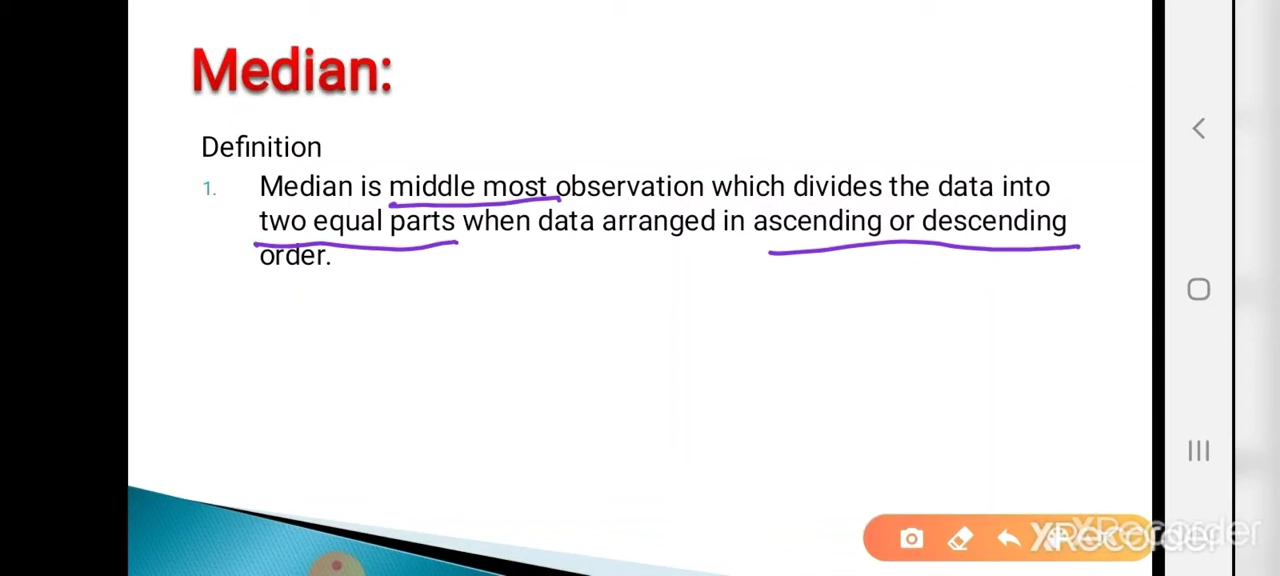 Median:
Definition
1. Median is middle most observation which divides the data into
two equal parts when data arranged in ascending or descending
order.
XRecorder
XRecorder